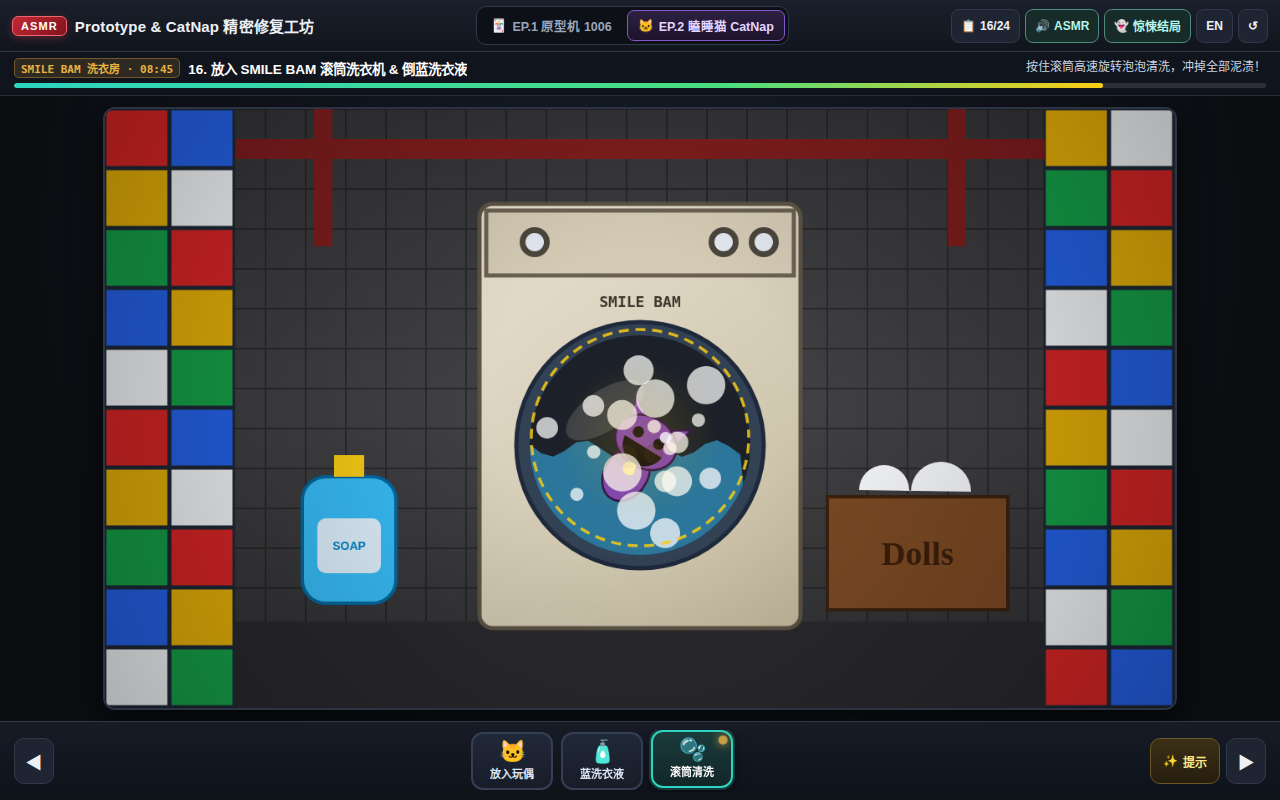 ASMR Prototype & CatNap 精密修复工坊
🃏 EP.1 原型机 1006
🐱 EP.2 瞌睡猫 CatNap
📋 16/24
🔊 ASMR
👻 惊悚结局
EN
↺
SMILE BAM 洗衣房 · 08:45
16. 放入 SMILE BAM 滚筒洗衣机 & 倒蓝洗衣液
按住滚筒高速旋转泡泡清洗，冲掉全部泥渍！
SMILE BAM
SOAP
Dolls
◀
放入玩偶
蓝洗衣液
滚筒清洗
✨ 提示
▶